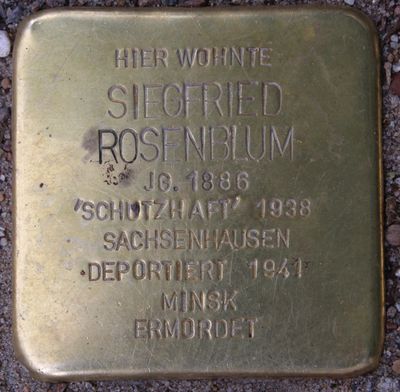 HIER WOHNTE
SIEGFRIED
ROSENBLUM
JG. 1886
'SCHUTZHAFT' 1938
SACHSENHAUSEN
DEPORTIERT 1941
MINSK
ERMORDET